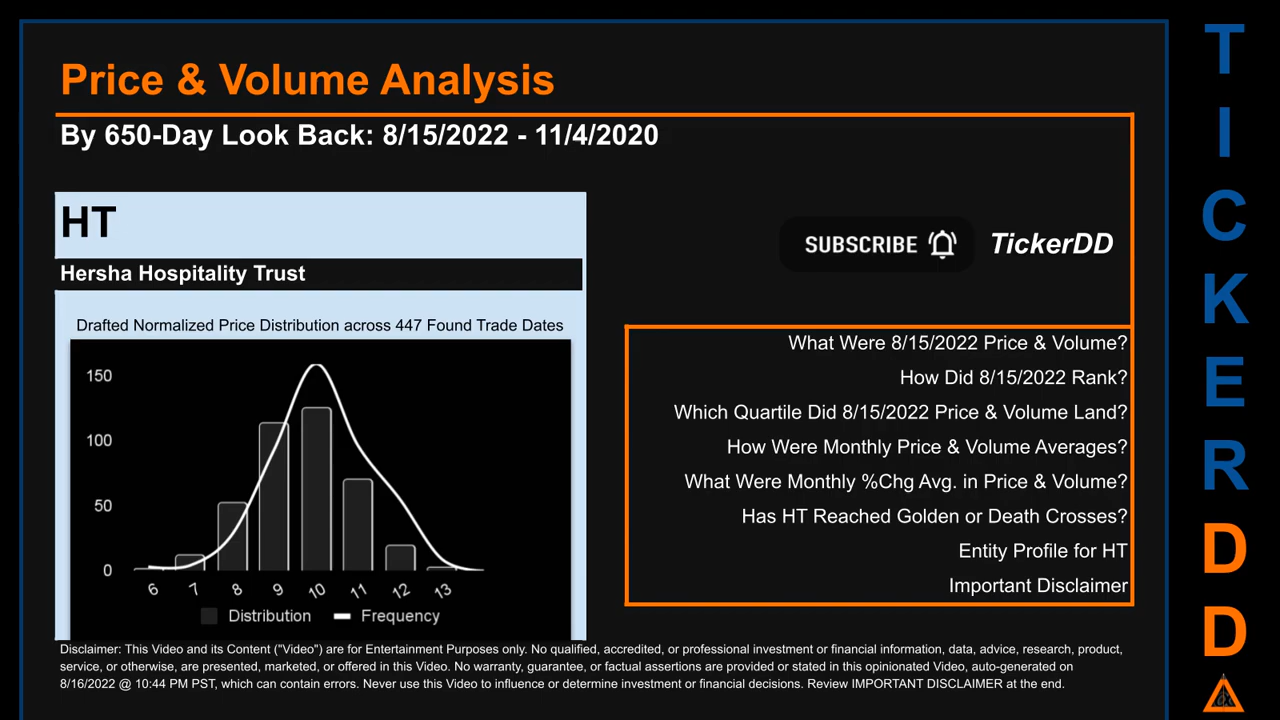 Price & Volume Analysis
By 650-Day Look Back: 8/15/2022 - 11/4/2020
HT
Hersha Hospitality Trust
Drafted Normalized Price Distribution across 447 Found Trade Dates
150
100
50
0
6 7 8 9 10 11 12 13
Distribution Frequency
SUBSCRIBE TickerDD
What Were 8/15/2022 Price & Volume?
How Did 8/15/2022 Rank?
Which Quartile Did 8/15/2022 Price & Volume Land?
How Were Monthly Price & Volume Averages?
What Were Monthly %Chg Avg. in Price & Volume?
Has HT Reached Golden or Death Crosses?
Entity Profile for HT
Important Disclaimer
Disclaimer: This Video and its Content ("Video") are for Entertainment Purposes only. No qualified, accredited, or professional investment or financial information, data, advice, research, product,
service, or otherwise, are presented, marketed, or offered in this Video. No warranty, guarantee, or factual assertions are provided or stated in this opinionated Video, auto-generated on
8/16/2022 @ 10:44 PM PST, which can contain errors. Never use this Video to influence or determine investment or financial decisions. Review IMPORTANT DISCLAIMER at the end.
T
I
C
K
E
R
D
D